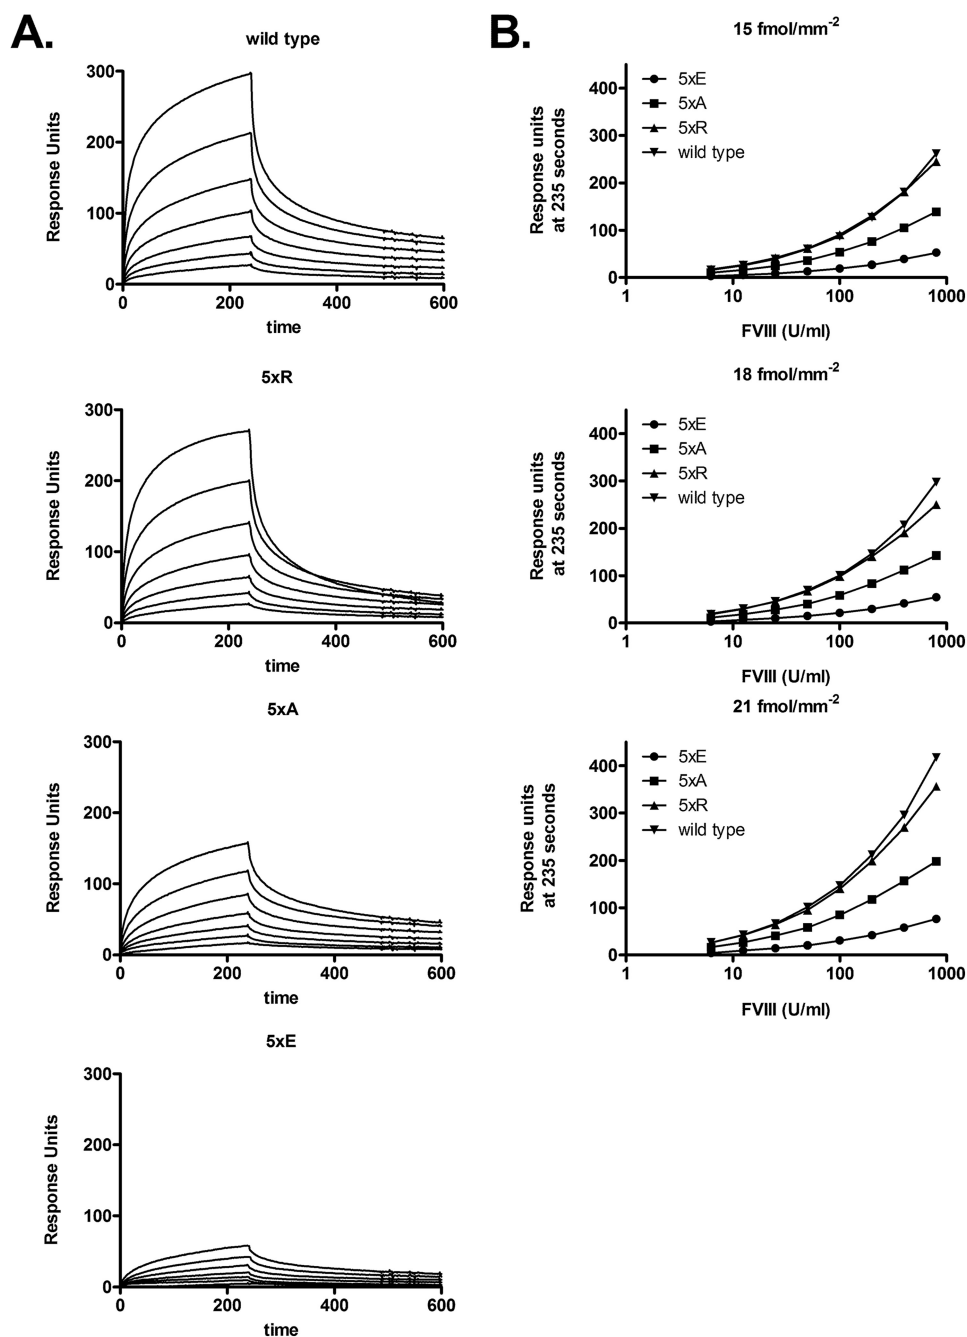 A.
wild type
300
200
100
0
Response Units
0 200 400 600
time
5xR
300
200
100
0
Response Units
0 200 400 600
time
5xA
300
200
100
0
Response Units
0 200 400 600
time
5xE
300
200
100
0
Response Units
0 200 400 600
time
B.
15 fmol/mm-2
400
300
200
100
0
Response units
at 235 seconds
5xE
5xA
5xR
wild type
1 10 100 1000
FVIII (U/ml)
18 fmol/mm-2
400
300
200
100
0
Response units
at 235 seconds
5xE
5xA
5xR
wild type
1 10 100 1000
FVIII (U/ml)
21 fmol/mm-2
400
300
200
100
0
Response units
at 235 seconds
5xE
5xA
5xR
wild type
1 10 100 1000
FVIII (U/ml)